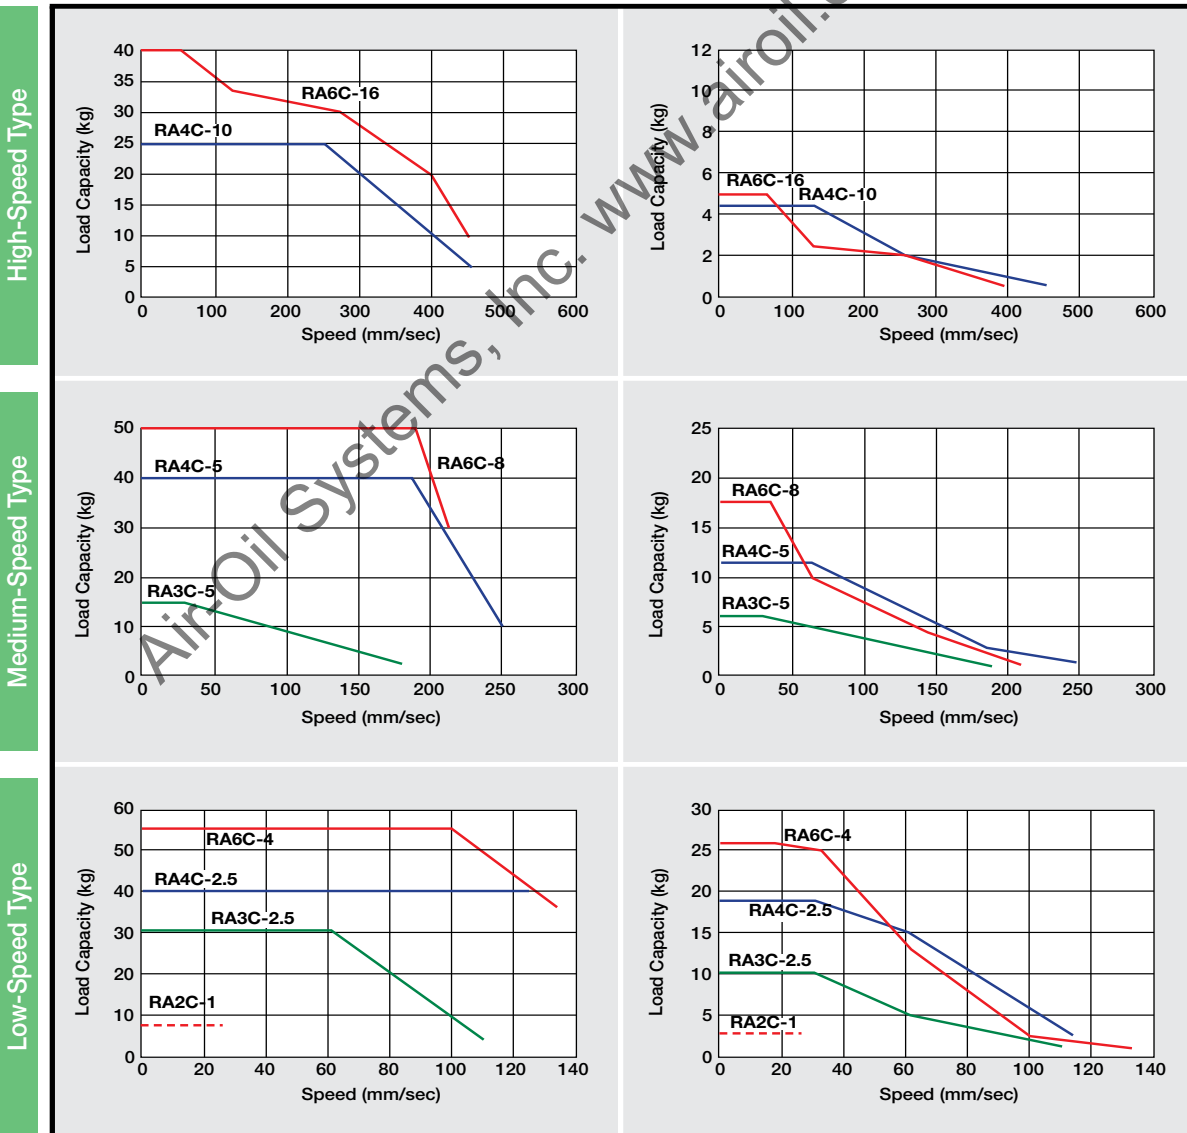 High-Speed Type
Load Capacity (kg)
40
35
30
25
20
15
10
5
0
RA6C-16
RA4C-10
0 100 200 300 400 500 600
Speed (mm/sec)
Load Capacity (kg)
12
10
8
6
4
2
0
RA6C-16
RA4C-10
0 100 200 300 400 500 600
Speed (mm/sec)
Medium-Speed Type
Load Capacity (kg)
50
40
30
20
10
0
RA4C-5
RA6C-8
RA3C-5
0 50 100 150 200 250 300
Speed (mm/sec)
Load Capacity (kg)
25
20
15
10
5
0
RA6C-8
RA4C-5
RA3C-5
0 50 100 150 200 250 300
Speed (mm/sec)
Low-Speed Type
Load Capacity (kg)
60
50
40
30
20
10
0
RA6C-4
RA4C-2.5
RA3C-2.5
RA2C-1
0 20 40 60 80 100 120 140
Speed (mm/sec)
Load Capacity (kg)
30
25
20
15
10
5
0
RA6C-4
RA4C-2.5
RA3C-2.5
RA2C-1
0 20 40 60 80 100 120 140
Speed (mm/sec)
Air-Oil Systems, Inc. www.airoil.